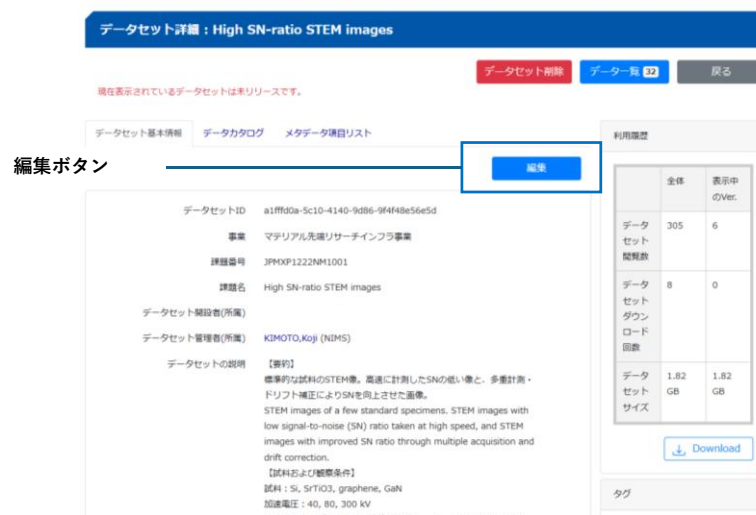 データセット詳細：High SN-ratio STEM images
データセット削除 データ一覧 32 戻る
現在表示されているデータセットは未リリースです。
データセット基本情報 データカタログ メタデータ項目リスト
編集ボタン
編集
データセットID a1fffd0a-5c10-4140-9d86-9f4f48e56e5d
事業 マテリアル先端リサーチインフラ事業
課題番号 JPMXP1222NM1001
課題名 High SN-ratio STEM images
データセット開設者(所属)
データセット管理者(所属) KIMOTO,Koji (NIMS)
データセットの説明 【要約】
標準的な試料のSTEM像。高速に計測したSNの低い像と、多重計測・
ドリフト補正によりSNを向上させた画像。
STEM images of a few standard specimens. STEM images with
low signal-to-noise (SN) ratio taken at high speed, and STEM
images with improved SN ratio through multiple acquisition and
drift correction.
【試料および観察条件】
試料：Si, SrTiO3, graphene, GaN
加速電圧：40, 80, 300 kV
利用履歴
全体 表示中
のVer.
データ 305 6
セット
閲覧数
データ 8 0
セット
ダウン
ロード
回数
データ 1.82 1.82
セット GB GB
サイズ
Download
タグ